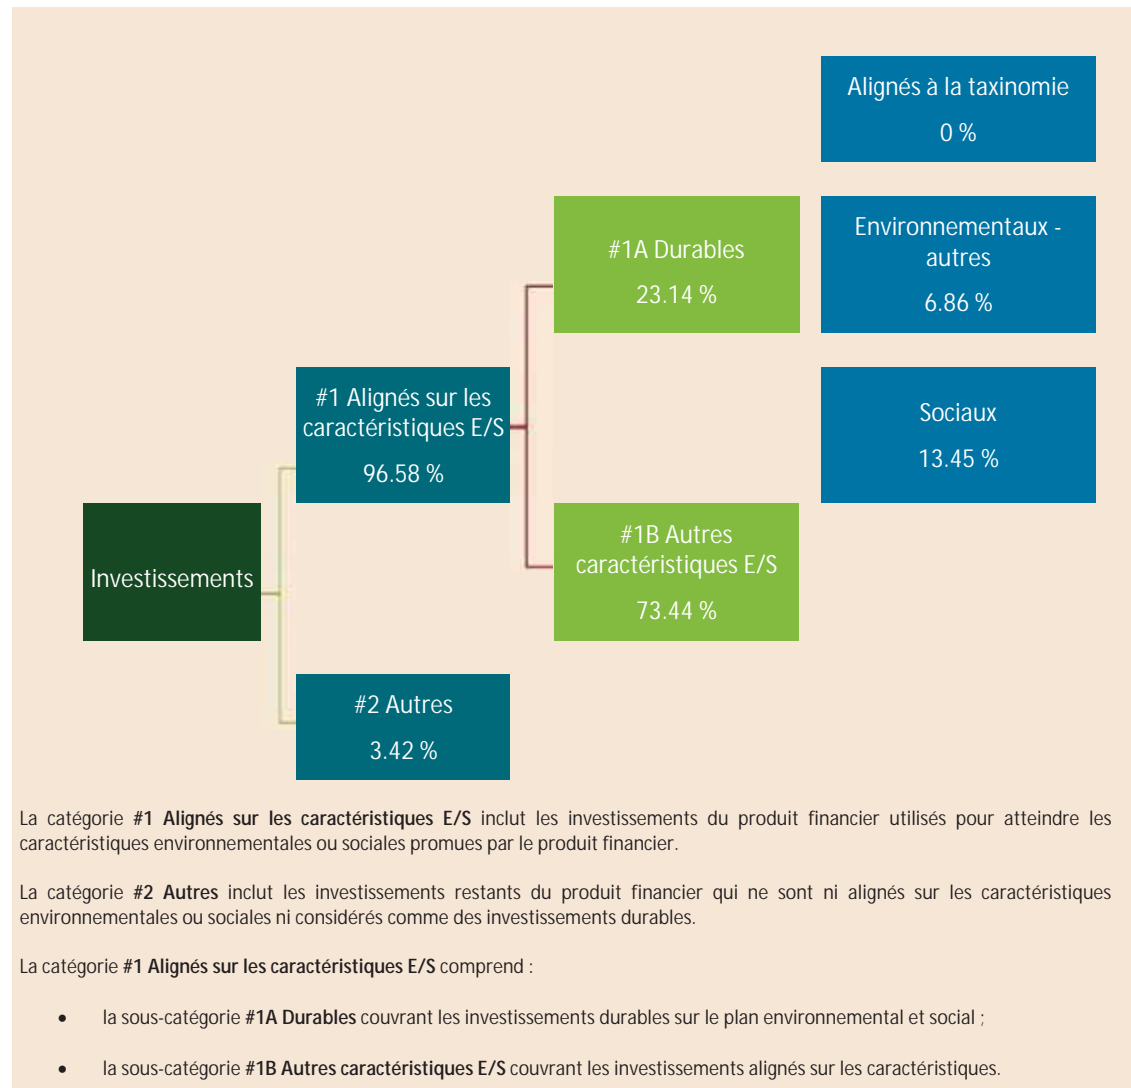 Alignés à la taxinomie
0 %
#1A Durables
23.14 %
Environnementaux -
autres
6.86 %
#1 Alignés sur les
caractéristiques E/S
96.58 %
Sociaux
13.45 %
Investissements
#1B Autres
caractéristiques E/S
73.44 %
#2 Autres
3.42 %
La catégorie #1 Alignés sur les caractéristiques E/S inclut les investissements du produit financier utilisés pour atteindre les
caractéristiques environnementales ou sociales promues par le produit financier.
La catégorie #2 Autres inclut les investissements restants du produit financier qui ne sont ni alignés sur les caractéristiques
environnementales ou sociales ni considérés comme des investissements durables.
La catégorie #1 Alignés sur les caractéristiques E/S comprend :
• la sous-catégorie #1A Durables couvrant les investissements durables sur le plan environnemental et social ;
• la sous-catégorie #1B Autres caractéristiques E/S couvrant les investissements alignés sur les caractéristiques.